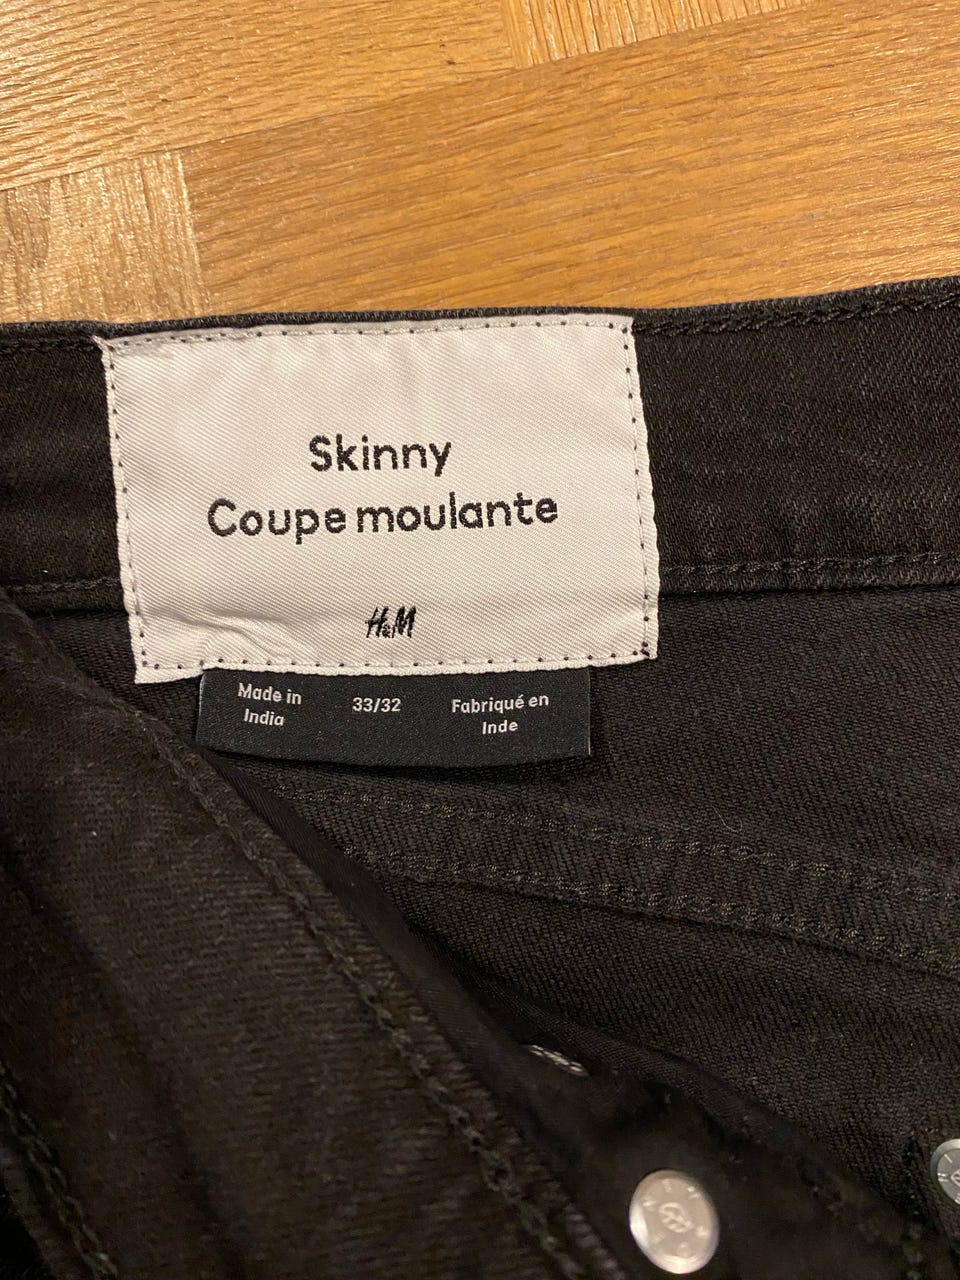 Skinny
Coupe moulante
H&M
Made in
India
33/32
Fabriqué en
Inde